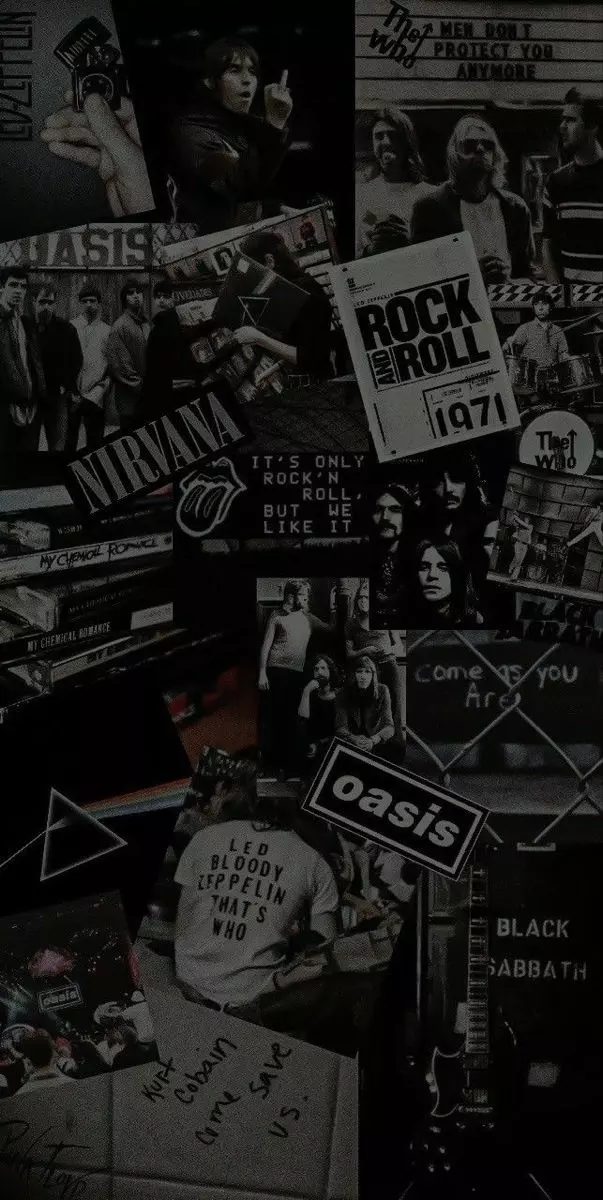 LED ZEPPELIN
The Who
MEN DON'T
PROTECT YOU
ANYMORE
OASIS
LED ZEPPELIN
ROCK
AND ROLL
1971
NIRVANA
IT'S ONLY
ROCK'N
ROLL,
BUT WE
LIKE IT
The Who
MY CHEMICAL ROMANCE
MY CHEMICAL ROMANCE
BLACK
SABBATH
come as you
Are
oasis
LED
BLOODY
ZEPPELIN
THAT'S
WHO
BLACK
SABBATH
oasis
Kurt
Cobain
come save
us.
Pink Floyd